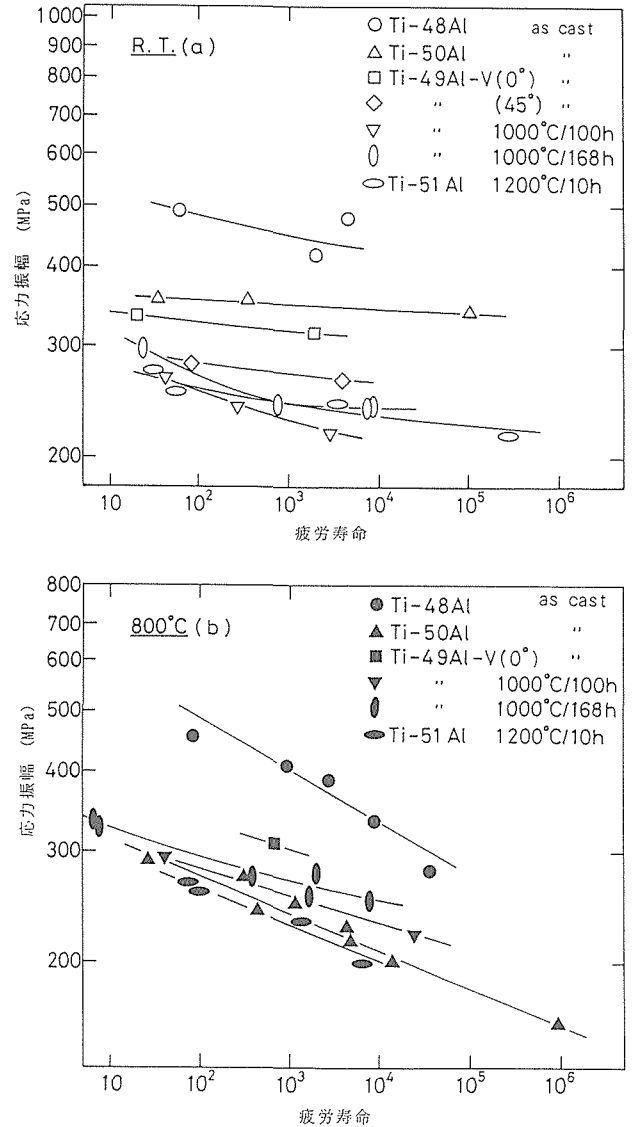 1000
900
800
700
600
500
400
300
200
応力振幅 (MPa)
R. T. (a)
Ti-48Al as cast
Ti-50Al "
Ti-49Al-V(0°) "
" (45°) "
" 1000°C/100h
" 1000°C/168h
Ti-51Al 1200°C/10h
10 10² 10³ 10⁴ 10⁵ 10⁶
疲労寿命
800
700
600
500
400
300
200
応力振幅 (MPa)
800°C (b)
Ti-48Al as cast
Ti-50Al "
Ti-49Al-V(0°) "
" 1000°C/100h
" 1000°C/168h
Ti-51Al 1200°C/10h
10 10² 10³ 10⁴ 10⁵ 10⁶
疲労寿命